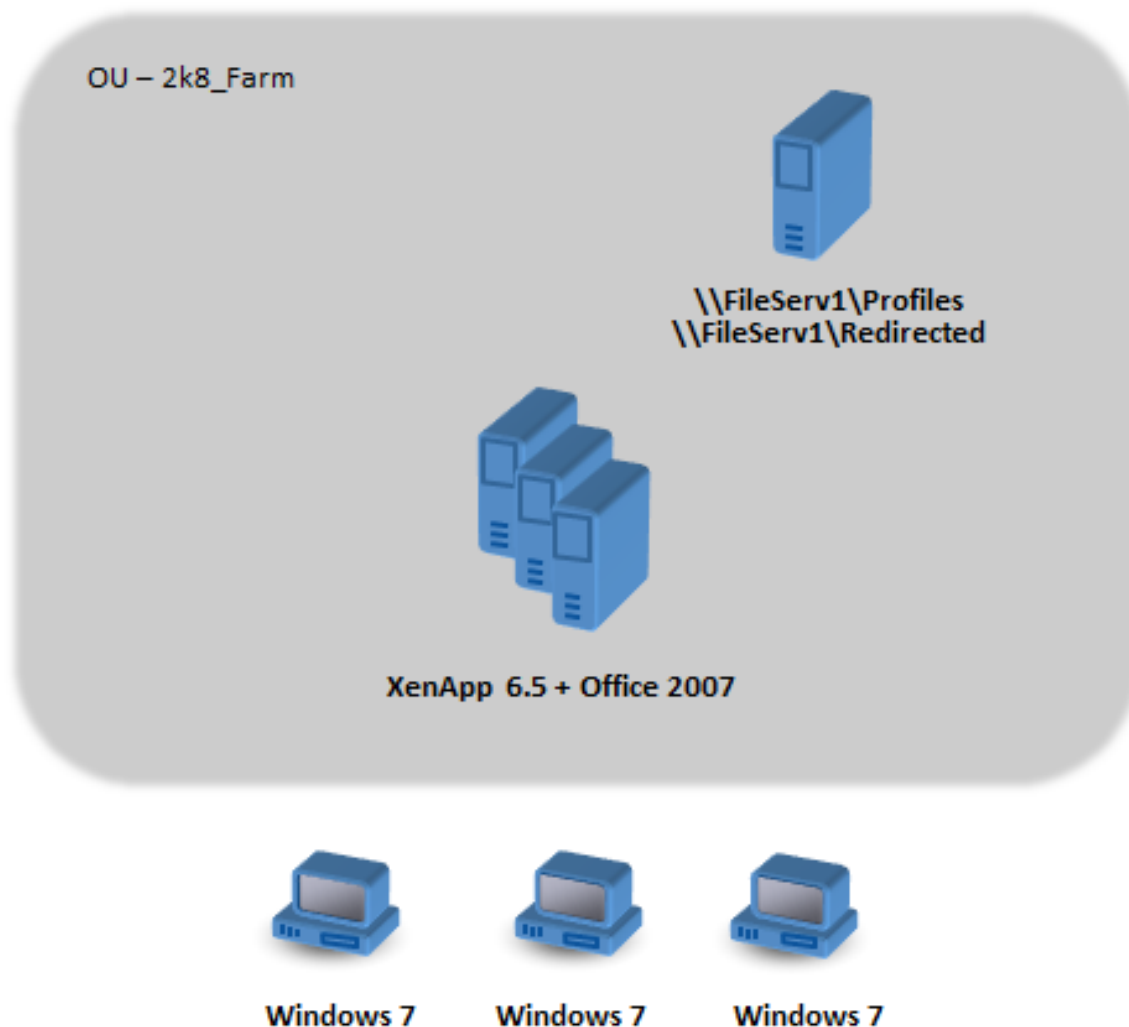 OU – 2k8_Farm
\\FileServ1\Profiles
\\FileServ1\Redirected
XenApp 6.5 + Office 2007
Windows 7
Windows 7
Windows 7